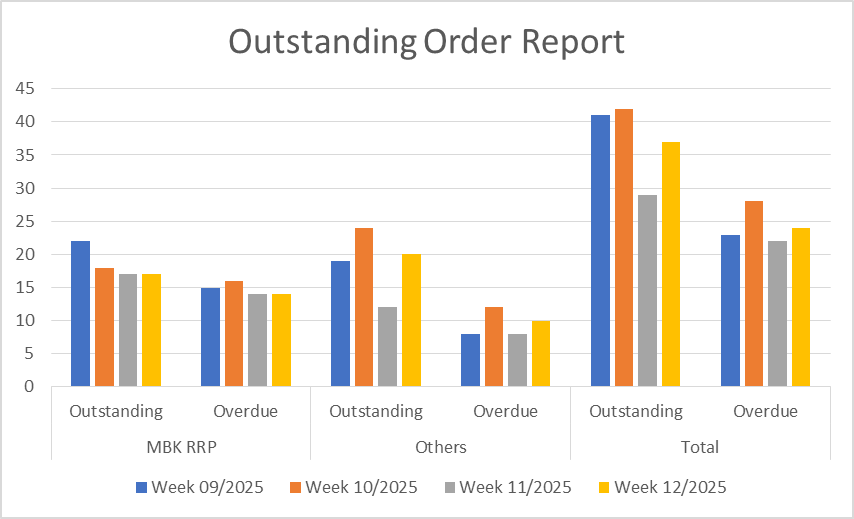 Outstanding Order Report
45
40
35
30
25
20
15
10
5
0
Outstanding Overdue Outstanding Overdue Outstanding Overdue
MBK RRP Others Total
Week 09/2025 Week 10/2025 Week 11/2025 Week 12/2025